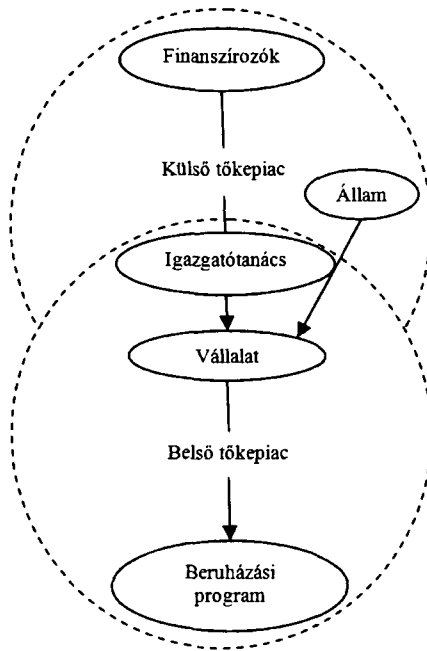 Finanszírozók
Külső tőkepiac
Állam
Igazgatótanács
Vállalat
Belső tőkepiac
Beruházási
program